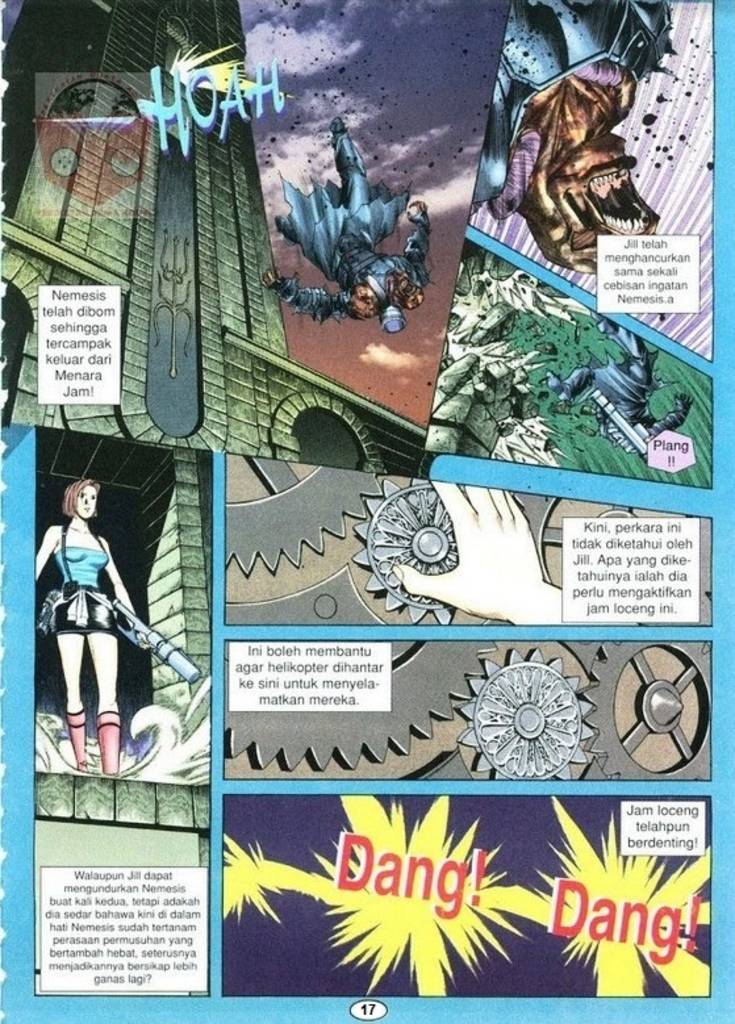 HOAH
Nemesis
telah dibom
sehingga
tercampak
keluar dari
Menara
Jam!
Jill telah
menghancurkan
sama sekali
cebisan ingatan
Nemesis.a
Plang
!!
Walaupun Jill dapat
mengundurkan Nemesis
buat kali kedua, tetapi adakah
dia sedar bahawa kini di dalam
hati Nemesis sudah tertanam
perasaan permusuhan yang
bertambah hebat, seterusnya
menjadikannya bersikap lebih
ganas lagi?
Kini, perkara ini
tidak diketahui oleh
Jill. Apa yang dike-
tahuinya ialah dia
perlu mengaktifkan
jam loceng ini.
Ini boleh membantu
agar helikopter dihantar
ke sini untuk menyela-
matkan mereka.
Jam loceng
telahpun
berdenting!
Dang!
Dang!
17